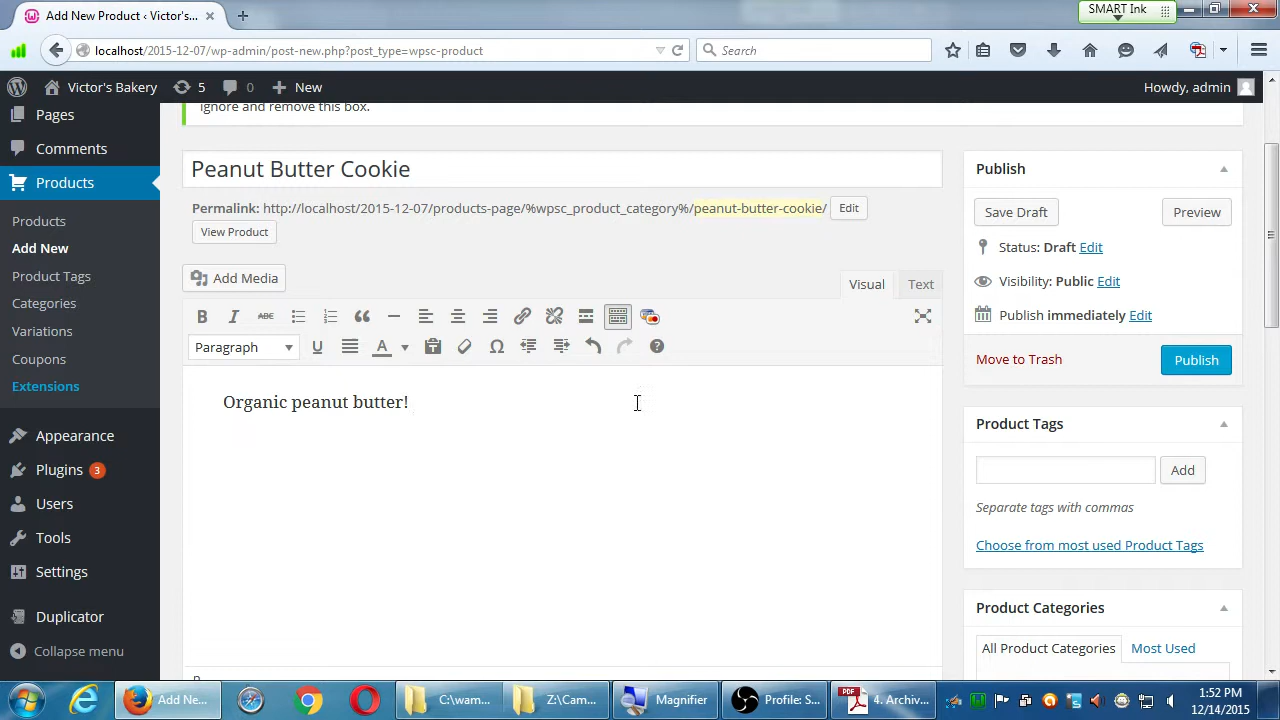 Add New Product ‹ Victor's...
SMART Ink
localhost/2015-12-07/wp-admin/post-new.php?post_type=wpsc-product
Search
Victor's Bakery 5 0 New Howdy, admin
ignore and remove this box.
Pages
Comments
Products
Products
Add New
Product Tags
Categories
Variations
Coupons
Extensions
Appearance
Plugins 3
Users
Tools
Settings
Duplicator
Collapse menu
Peanut Butter Cookie
Permalink: http://localhost/2015-12-07/products-page/%wpsc_product_category%/peanut-butter-cookie/ Edit
View Product
Add Media
Visual Text
B I ABC
Paragraph U A
Organic peanut butter!
Publish
Save Draft Preview
Status: Draft Edit
Visibility: Public Edit
Publish immediately Edit
Move to Trash Publish
Product Tags
Add
Separate tags with commas
Choose from most used Product Tags
Product Categories
All Product Categories Most Used
Add Ne... C:\wam... Z:\Cam... Magnifier Profile: S... 4. Archiv...
1:52 PM
12/14/2015